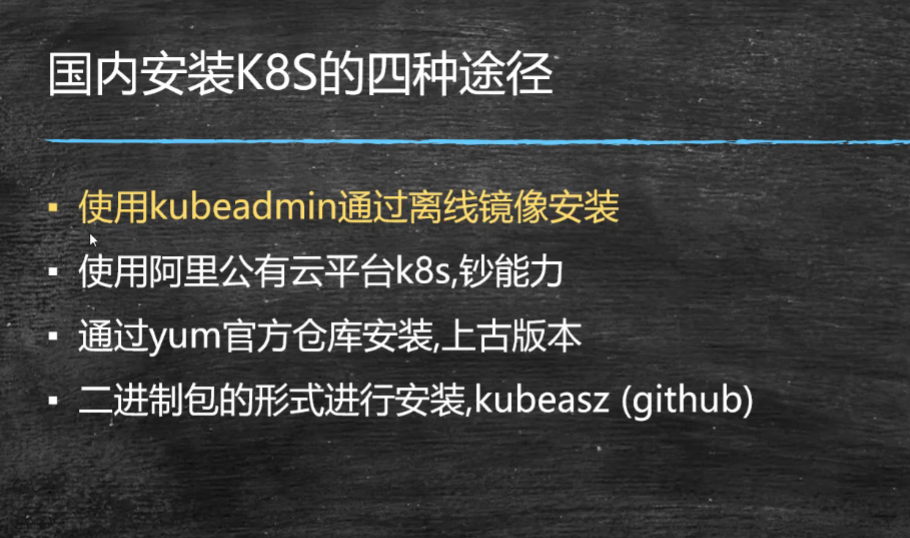 国内安装K8S的四种途径
▪ 使用kubeadmin通过离线镜像安装
▪ 使用阿里公有云平台k8s,钞能力
▪ 通过yum官方仓库安装,上古版本
▪ 二进制包的形式进行安装,kubeasz (github)